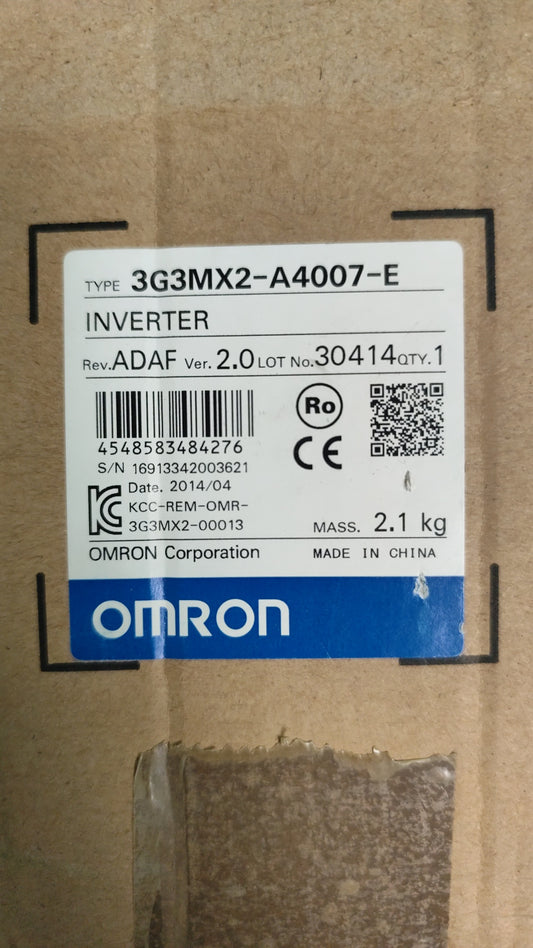 TYPE 3G3MX2-A4007-E
INVERTER
Rev.ADAF Ver. 2.0 LOT No.30414 QTY.1
Ro
4548583484276
CE
S/N 16913342003621
Date. 2014/04
KCC-REM-OMR-
3G3MX2-00013
MASS. 2.1 kg
OMRON Corporation MADE IN CHINA
OMRON